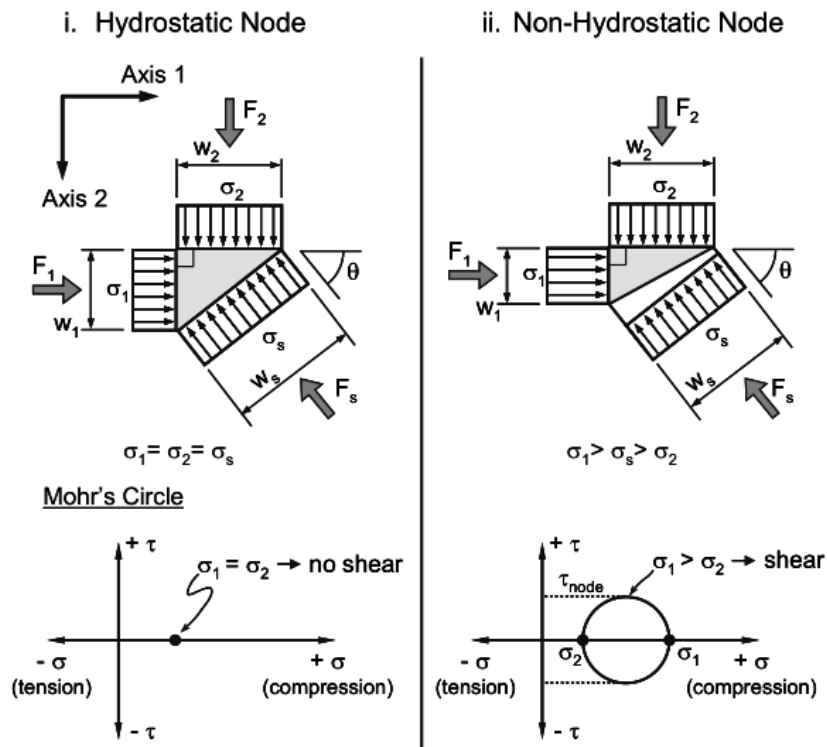 i. Hydrostatic Node
Axis 1
Axis 2
F₂
w₂
σ₂
F₁
σ₁
w₁
θ
σₛ
wₛ
Fₛ
σ₁= σ₂= σₛ
Mohr's Circle
+ τ
σ₁ = σ₂ → no shear
- σ
(tension)
+ σ
(compression)
- τ
ii. Non-Hydrostatic Node
F₂
w₂
σ₂
F₁
σ₁
w₁
θ
σₛ
wₛ
Fₛ
σ₁> σₛ> σ₂
+ τ
σ₁ > σ₂ → shear
τnode
σ₂
σ₁
- σ
(tension)
+ σ
(compression)
- τ